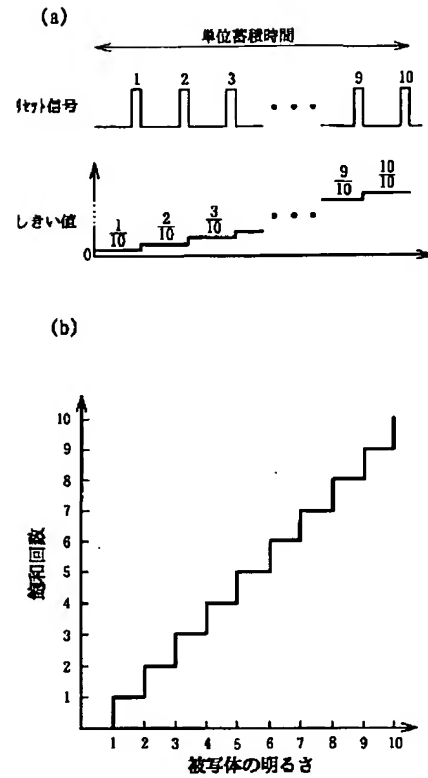 (a)
単位蓄積時間
1 2 3 9 10
リセット信号
しきい値
1/10 2/10 3/10 9/10 10/10
0
(b)
10
9
8
7
6
5
4
3
2
1
飽和回数
1 2 3 4 5 6 7 8 9 10
被写体の明るさ